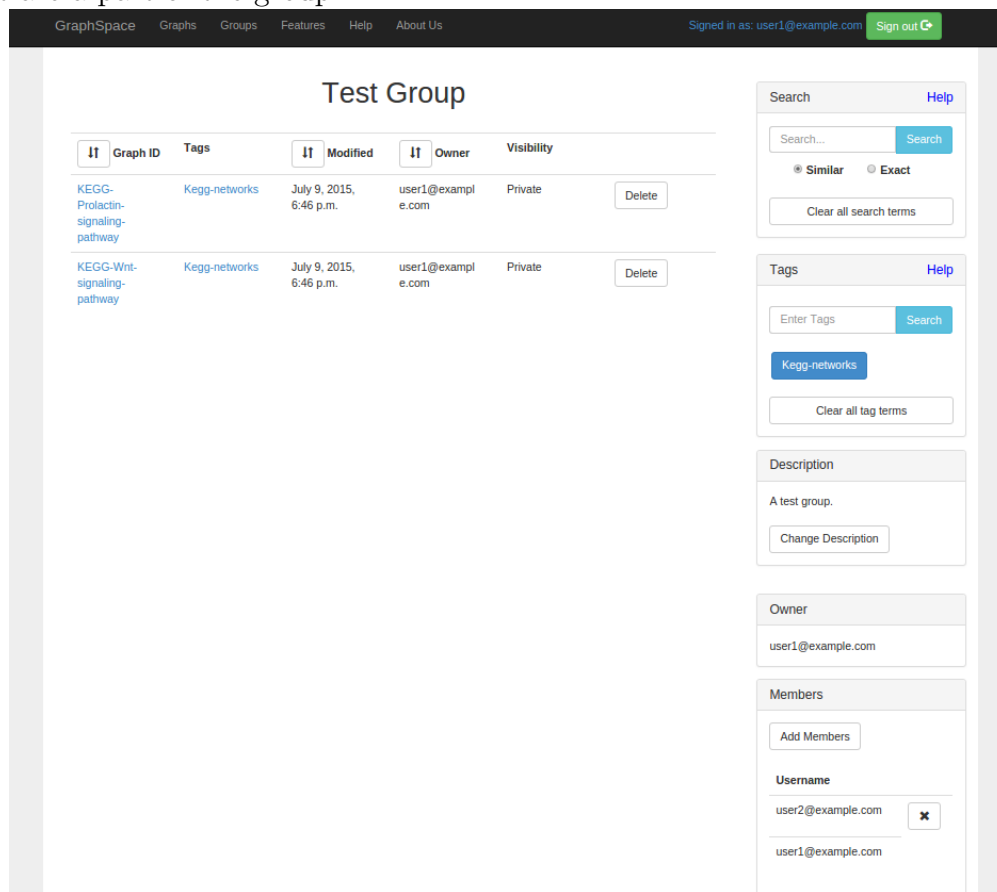 GraphSpace Graphs Groups Features Help About Us Signed in as: user1@example.com Sign out
Test Group
Graph ID Tags Modified Owner Visibility
KEGG-
Prolactin-
signaling-
pathway
Kegg-networks
July 9, 2015,
6:46 p.m.
user1@exampl
e.com
Private
Delete
KEGG-Wnt-
signaling-
pathway
Kegg-networks
July 9, 2015,
6:46 p.m.
user1@exampl
e.com
Private
Delete
Search Help
Search... Search
Similar Exact
Clear all search terms
Tags Help
Enter Tags Search
Kegg-networks
Clear all tag terms
Description
A test group.
Change Description
Owner
user1@example.com
Members
Add Members
Username
user2@example.com
user1@example.com